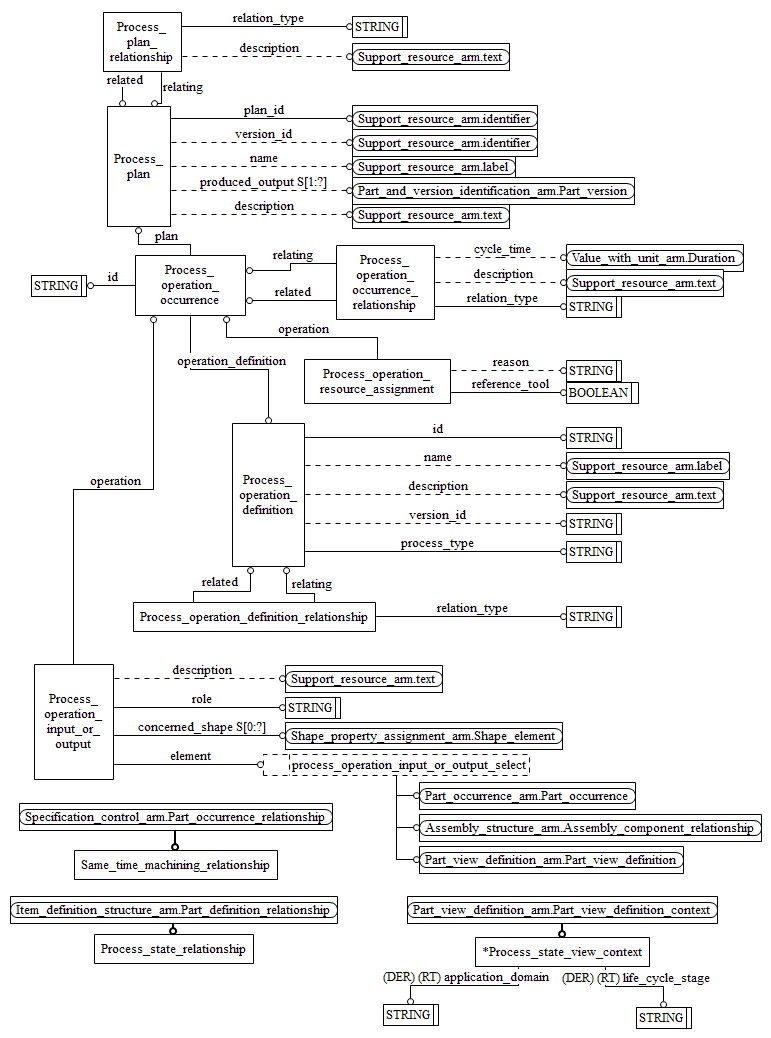 Process_
plan_
relationship
relation_type
STRING
description
Support_resource_arm.text
related
relating
Process_
plan
plan_id
Support_resource_arm.identifier
version_id
Support_resource_arm.identifier
name
Support_resource_arm.label
produced_output S[1:?]
Part_and_version_identification_arm.Part_version
description
Support_resource_arm.text
plan
STRING
id
Process_
operation_
occurrence
relating
related
Process_
operation_
occurrence_
relationship
cycle_time
Value_with_unit_arm.Duration
description
Support_resource_arm.text
relation_type
STRING
operation
operation_definition
Process_operation_
resource_assignment
reason
STRING
reference_tool
BOOLEAN
operation
Process_
operation_
definition
id
STRING
name
Support_resource_arm.label
description
Support_resource_arm.text
version_id
STRING
process_type
STRING
related
relating
Process_operation_definition_relationship
relation_type
STRING
Process_
operation_
input_or_
output
description
Support_resource_arm.text
role
STRING
concerned_shape S[0:?]
Shape_property_assignment_arm.Shape_element
element
process_operation_input_or_output_select
Part_occurrence_arm.Part_occurrence
Assembly_structure_arm.Assembly_component_relationship
Part_view_definition_arm.Part_view_definition
Specification_control_arm.Part_occurrence_relationship
Same_time_machining_relationship
Item_definition_structure_arm.Part_definition_relationship
Process_state_relationship
Part_view_definition_arm.Part_view_definition_context
*Process_state_view_context
(DER) (RT) application_domain
(DER) (RT) life_cycle_stage
STRING
STRING